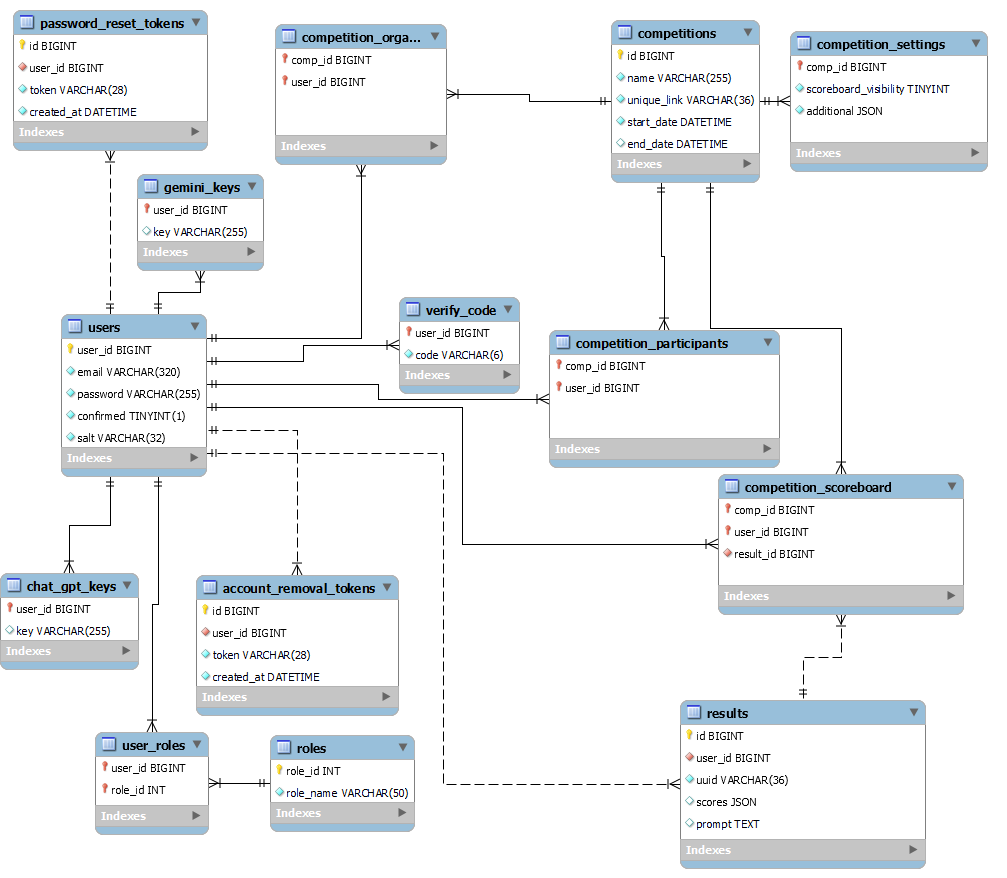 password_reset_tokens
id BIGINT
user_id BIGINT
token VARCHAR(28)
created_at DATETIME
Indexes
competition_orga...
comp_id BIGINT
user_id BIGINT
Indexes
competitions
id BIGINT
name VARCHAR(255)
unique_link VARCHAR(36)
start_date DATETIME
end_date DATETIME
Indexes
competition_settings
comp_id BIGINT
scoreboard_visibility TINYINT
additional JSON
Indexes
gemini_keys
user_id BIGINT
key VARCHAR(255)
Indexes
users
user_id BIGINT
email VARCHAR(320)
password VARCHAR(255)
confirmed TINYINT(1)
salt VARCHAR(32)
Indexes
verify_code
user_id BIGINT
code VARCHAR(6)
Indexes
competition_participants
comp_id BIGINT
user_id BIGINT
Indexes
competition_scoreboard
comp_id BIGINT
user_id BIGINT
result_id BIGINT
Indexes
chat_gpt_keys
user_id BIGINT
key VARCHAR(255)
Indexes
account_removal_tokens
id BIGINT
user_id BIGINT
token VARCHAR(28)
created_at DATETIME
Indexes
user_roles
user_id BIGINT
role_id INT
Indexes
roles
role_id INT
role_name VARCHAR(50)
Indexes
results
id BIGINT
user_id BIGINT
uuid VARCHAR(36)
scores JSON
prompt TEXT
Indexes